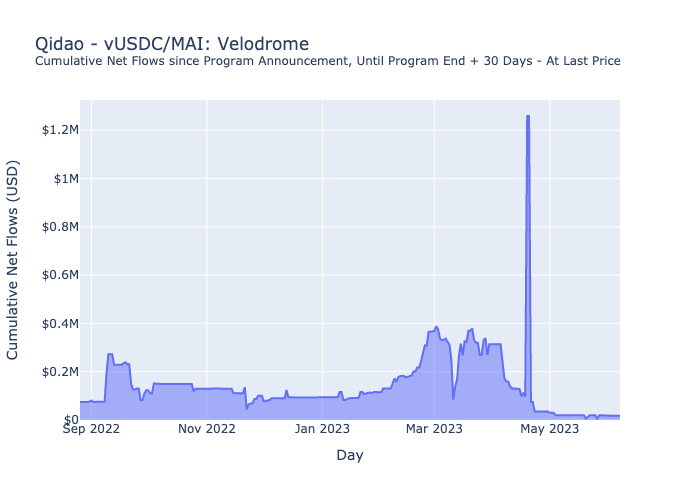 Qidao - vUSDC/MAI: Velodrome
Cumulative Net Flows since Program Announcement, Until Program End + 30 Days - At Last Price
Cumulative Net Flows (USD)
$1.2M
$1M
$0.8M
$0.6M
$0.4M
$0.2M
$0
Sep 2022 Nov 2022 Jan 2023 Mar 2023 May 2023
Day